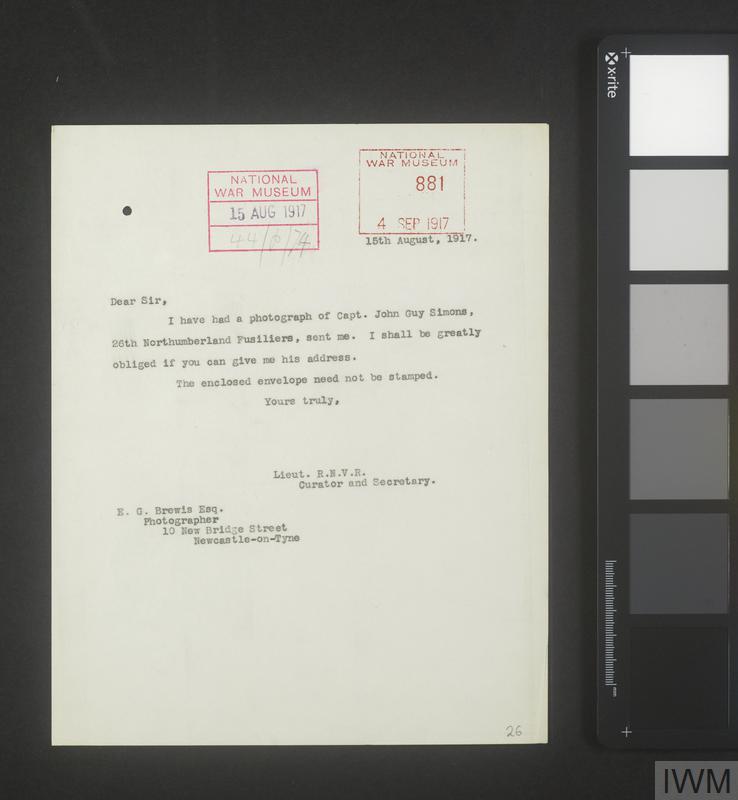 NATIONAL
WAR MUSEUM
15 AUG 1917
44/8/74
NATIONAL
WAR MUSEUM
881
4 SEP 1917
15th August, 1917.
Dear Sir,
I have had a photograph of Capt. John Guy Simons,
26th Northumberland Fusiliers, sent me. I shall be greatly
obliged if you can give me his address.
The enclosed envelope need not be stamped.
Yours truly,
Lieut. R.N.V.R.
Curator and Secretary.
E. G. Brewis Esq.
Photographer
10 New Bridge Street
Newcastle-on-Tyne
26
x-rite
mm
IWM